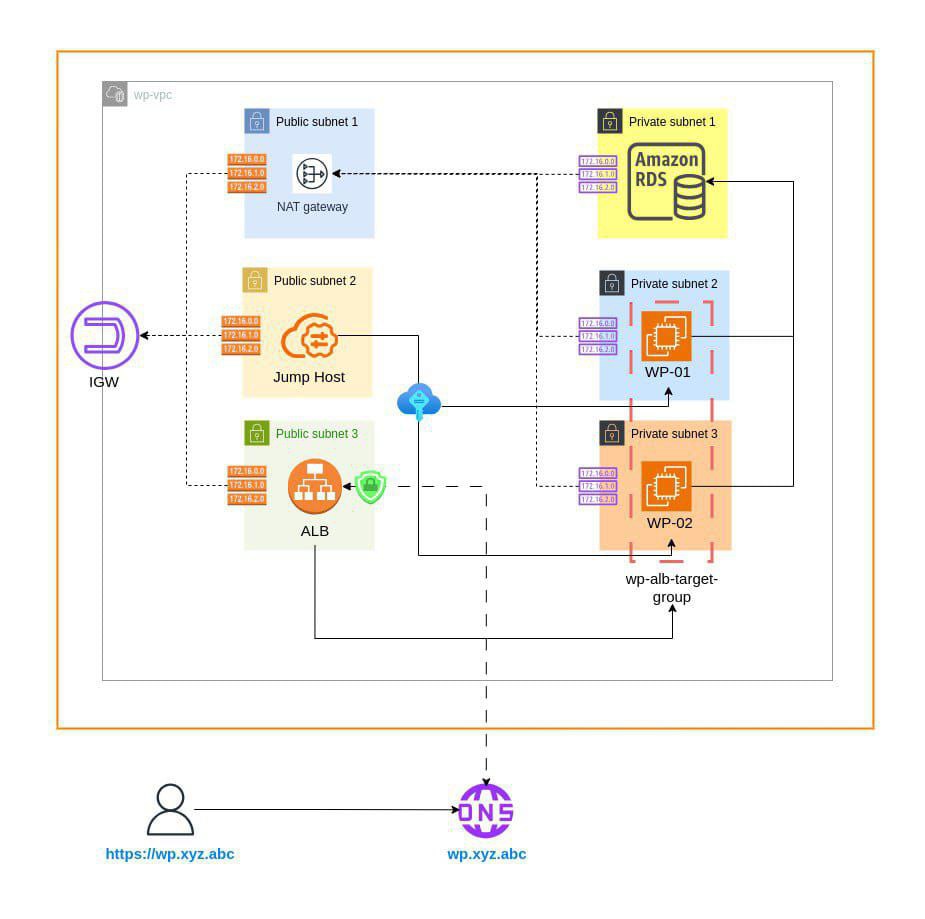 wp-vpc
Public subnet 1
172.16.0.0
172.16.1.0
172.16.2.0
NAT gateway
Private subnet 1
172.16.0.0
172.16.1.0
172.16.2.0
Amazon
RDS
Public subnet 2
172.16.0.0
172.16.1.0
172.16.2.0
Jump Host
Private subnet 2
172.16.0.0
172.16.1.0
172.16.2.0
WP-01
IGW
Public subnet 3
172.16.0.0
172.16.1.0
172.16.2.0
ALB
Private subnet 3
172.16.0.0
172.16.1.0
172.16.2.0
WP-02
wp-alb-target-
group
DNS
https://wp.xyz.abc
wp.xyz.abc